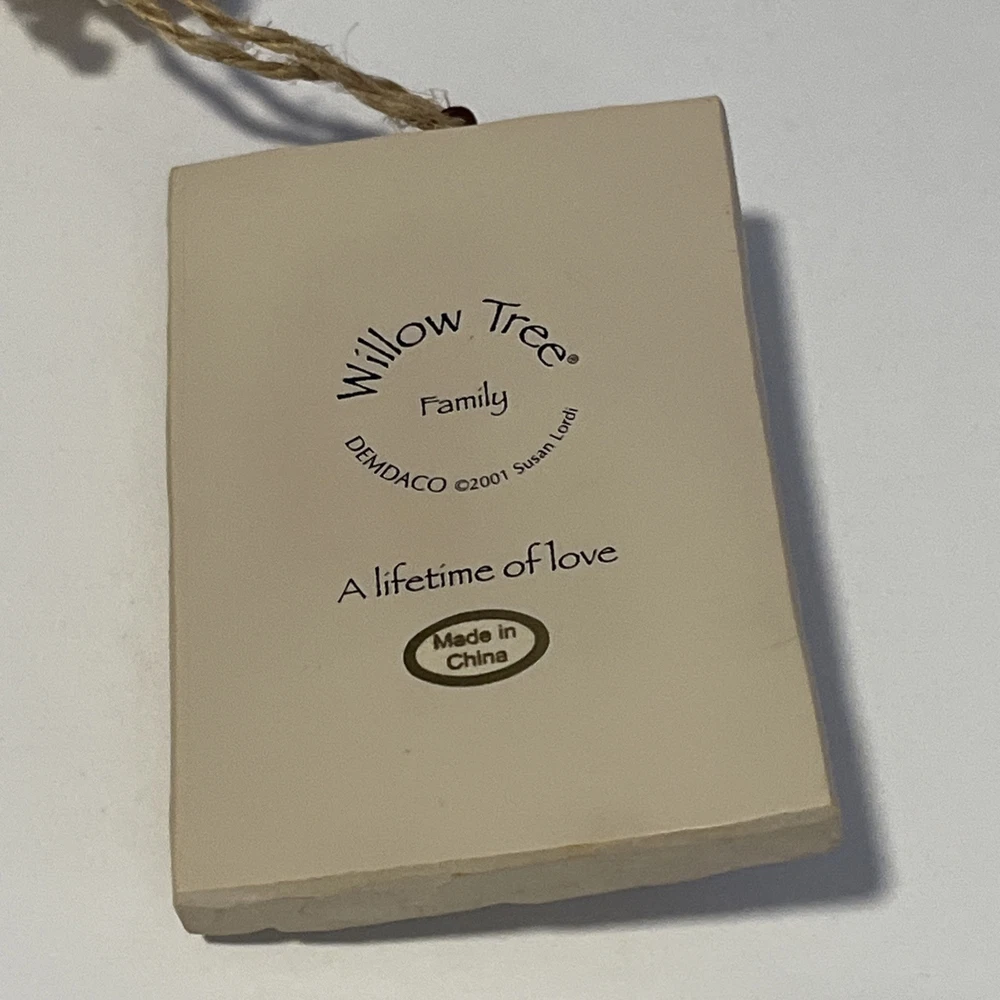 Willow Tree®
Family
DEMDACO ©2001 Susan Lordi
A lifetime of love
Made in
China